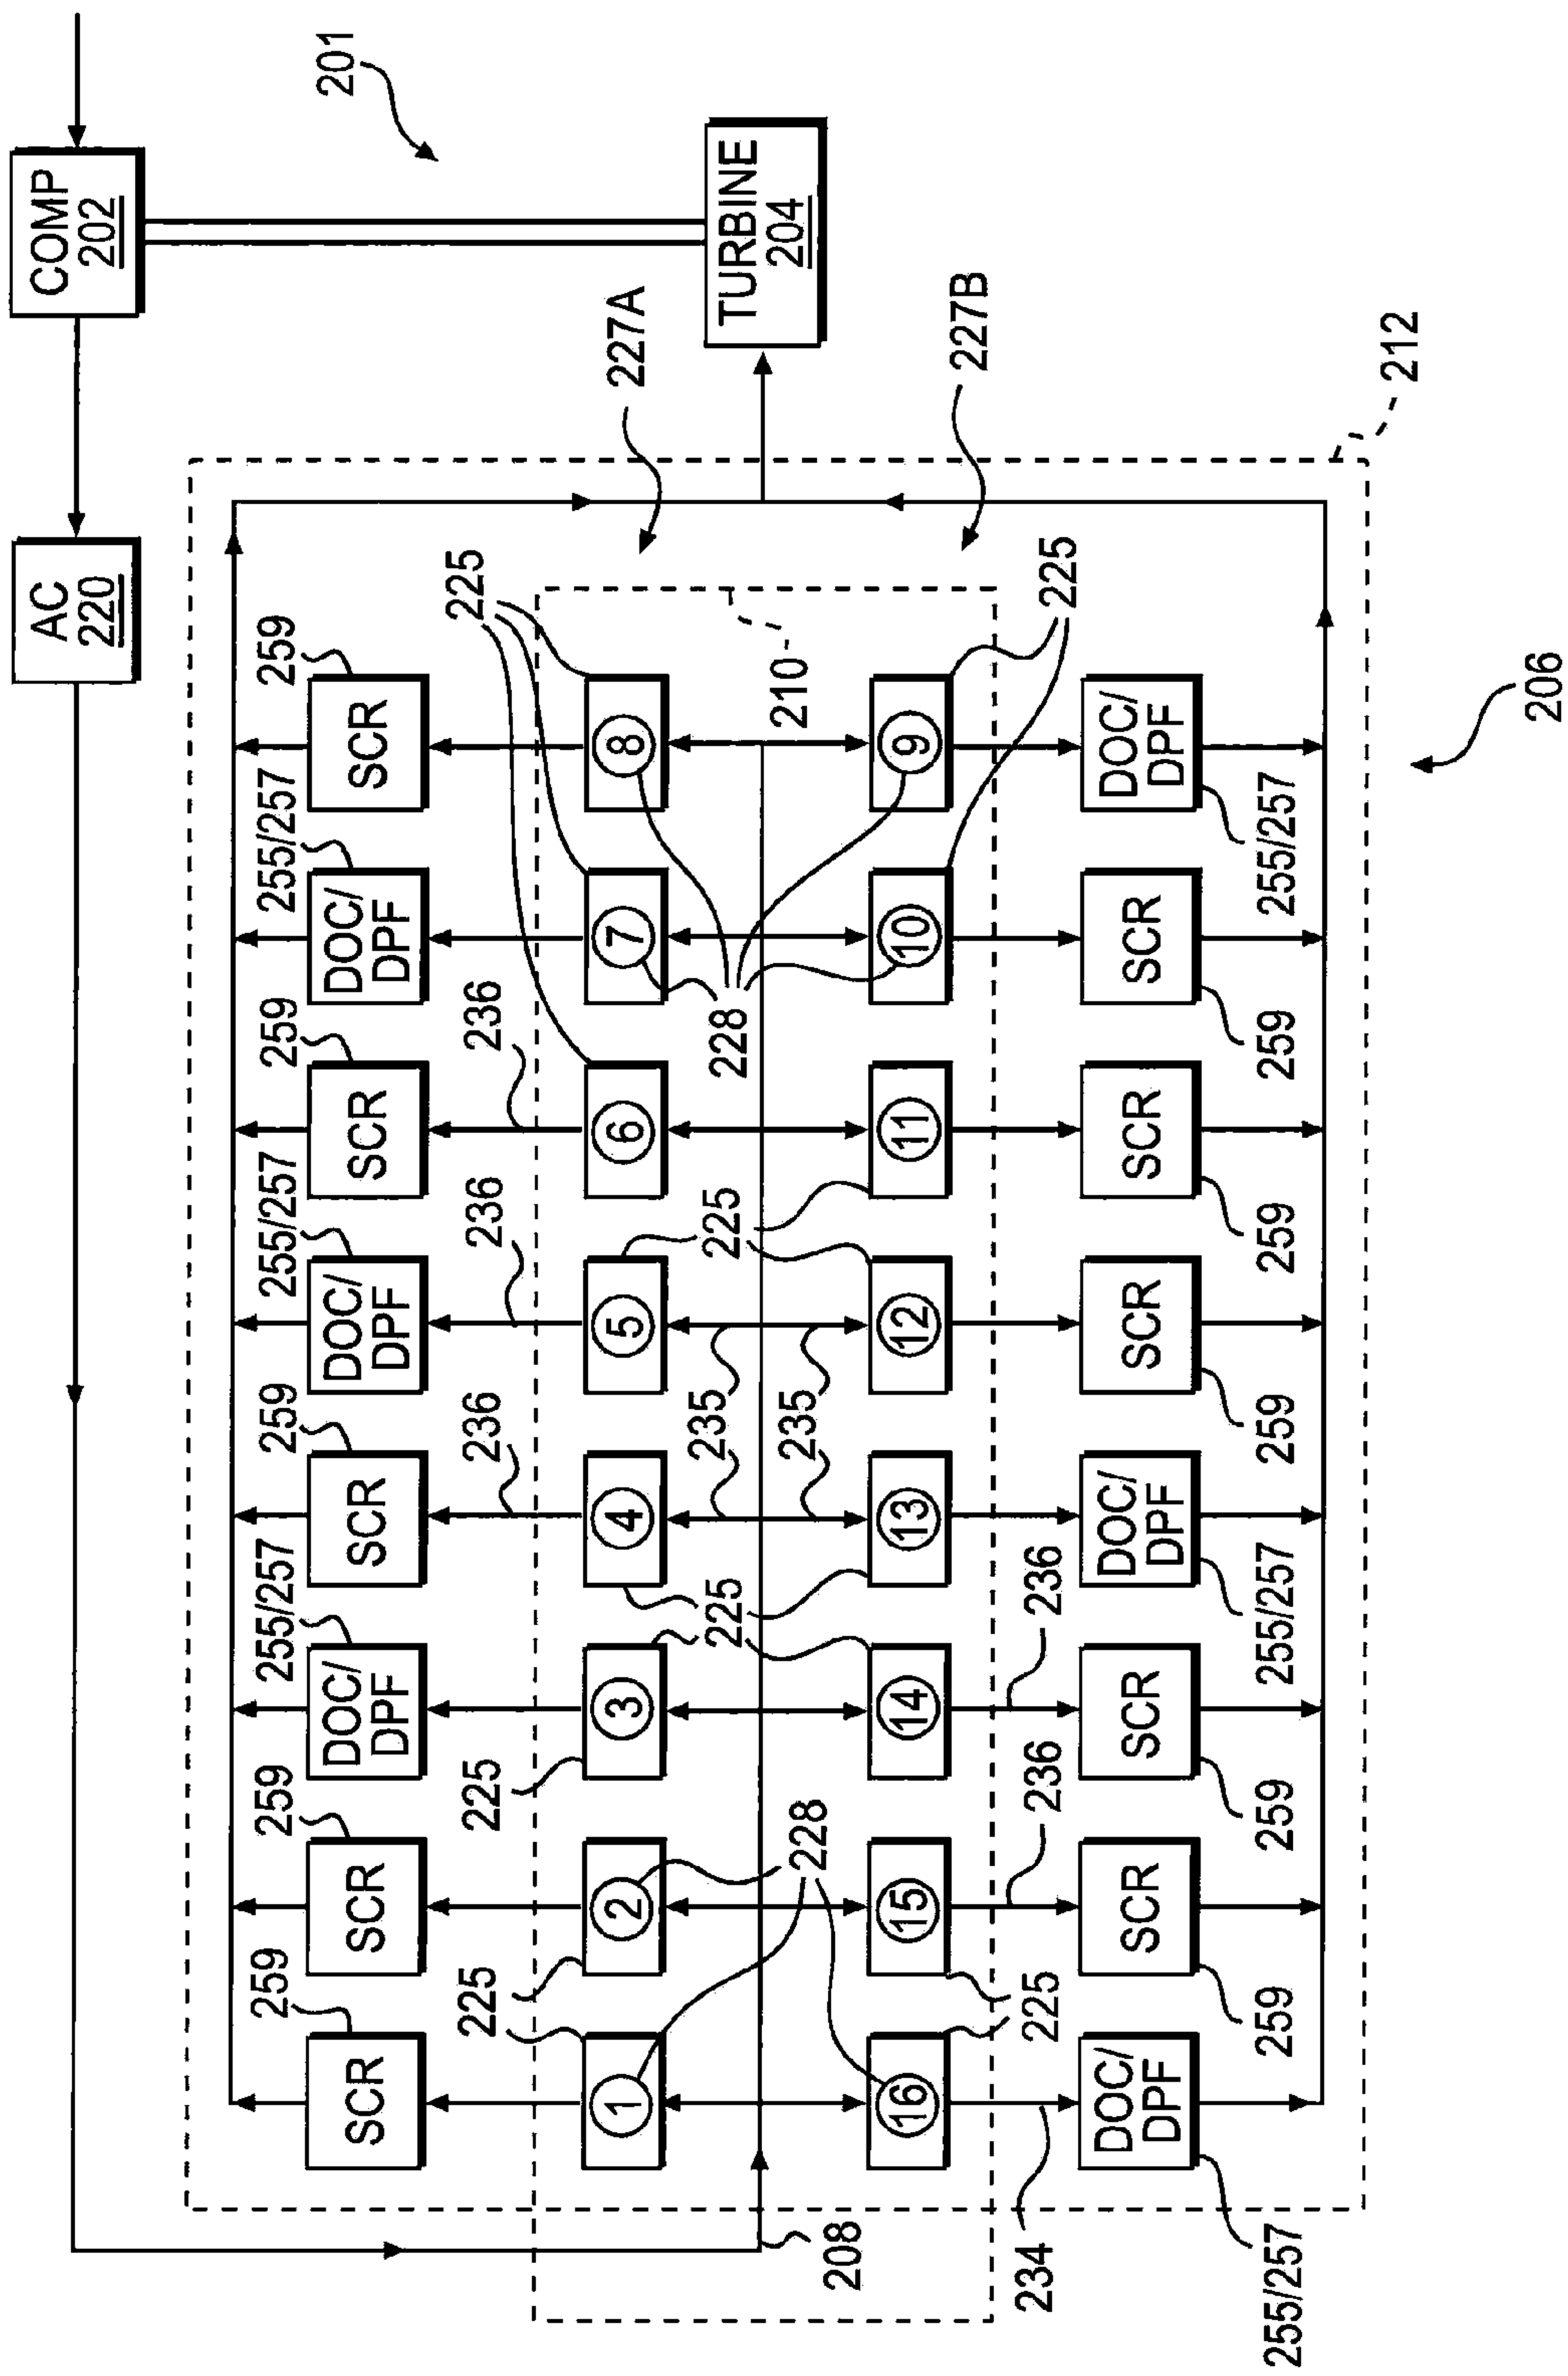 AC
220
COMP
202
259
259
255/257
259
255/257
259
255/257
259
201
SCR
SCR
DOC/
DPF
SCR
DOC/
DPF
SCR
DOC/
DPF
SCR
225
225
236
236
236
225
1
2
3
4
5
6
7
8
227A
225
235
225
228
TURBINE
204
228
235
210
208
16
15
14
13
12
11
10
9
227B
234
225
236
236
225
DOC/
DPF
SCR
SCR
DOC/
DPF
SCR
SCR
SCR
DOC/
DPF
255/257
259
259
255/257
259
259
259
255/257
212
206